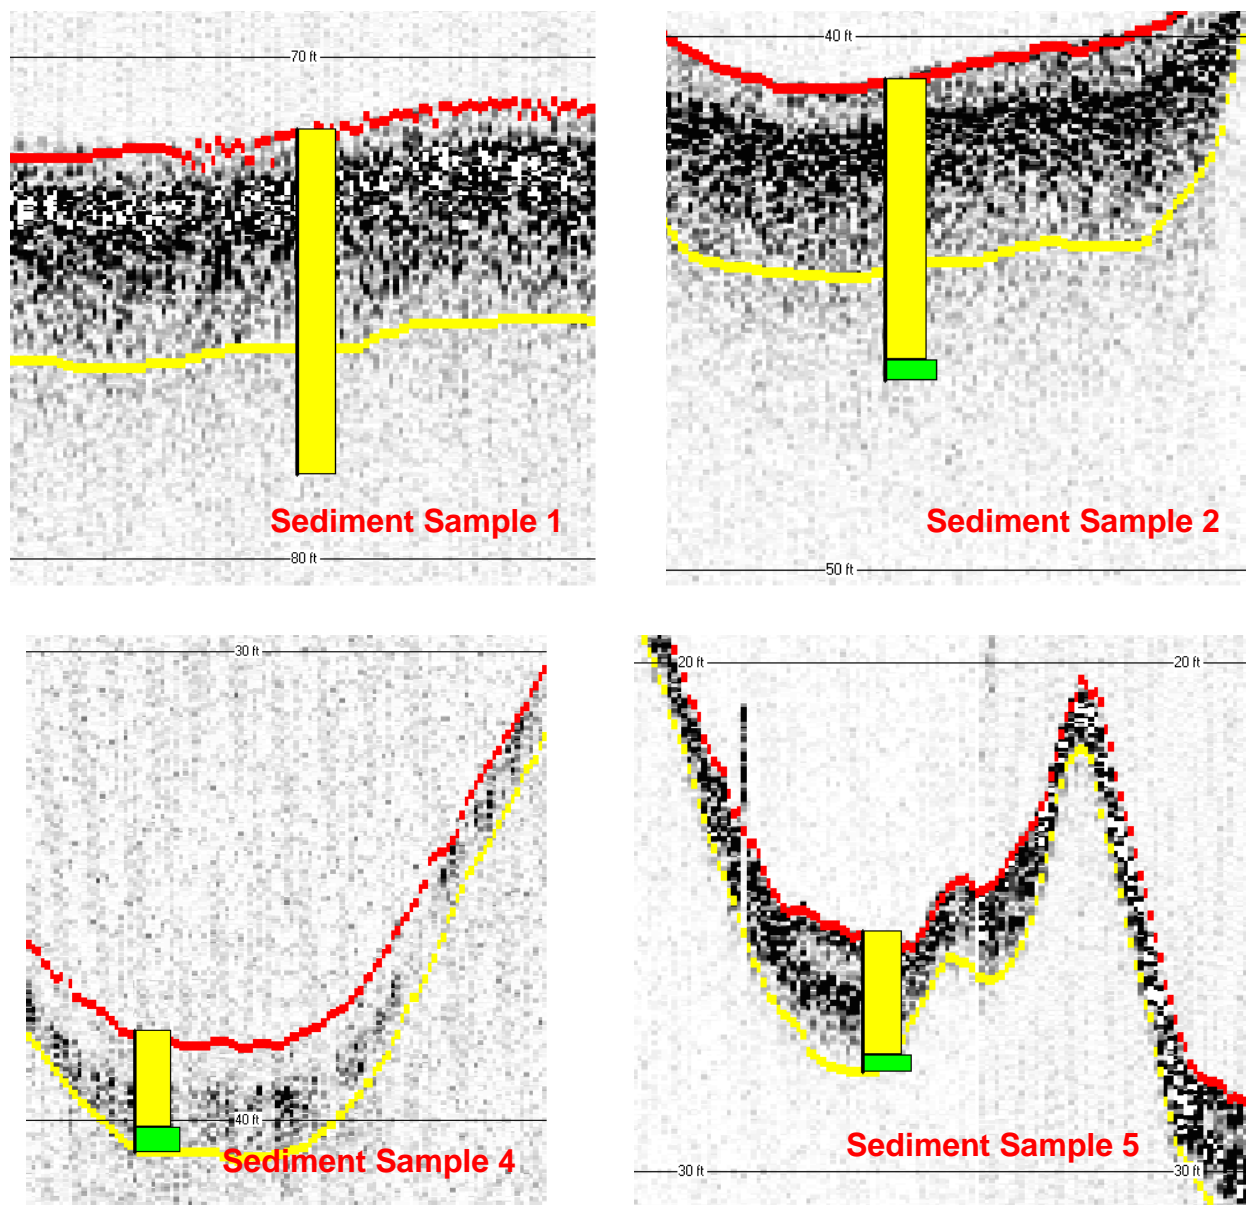 70 ft
Sediment Sample 1
80 ft
40 ft
Sediment Sample 2
50 ft
30 ft
40 ft
Sediment Sample 4
20 ft 20 ft
Sediment Sample 5
30 ft 30 ft